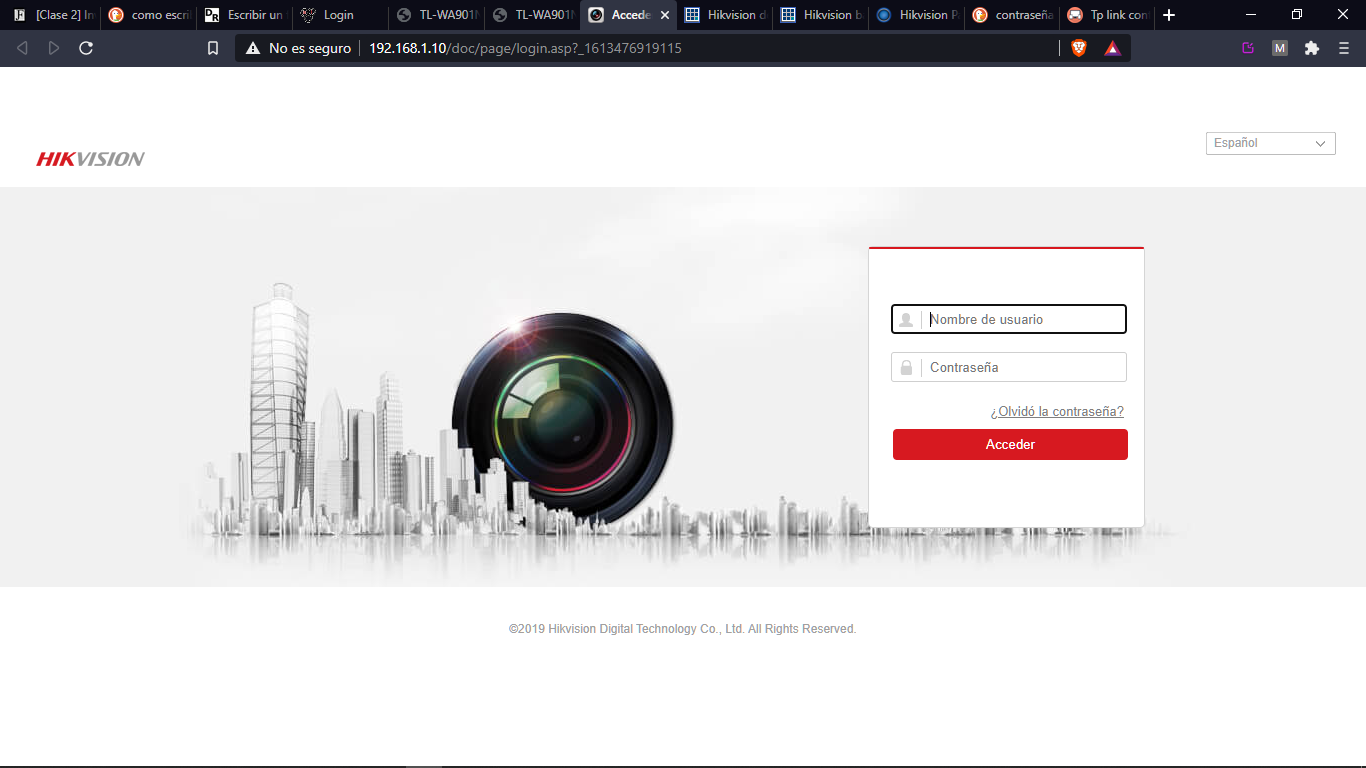 [Clase 2] In
como escri
Escribir un
Login
TL-WA901N
TL-WA901N
Accede
Hikvision d
Hikvision b
Hikvision P
contraseña
Tp link con
No es seguro
192.168.1.10/doc/page/login.asp?_1613476919115
M
HIKVISION
Español
Nombre de usuario
Contraseña
¿Olvidó la contraseña?
Acceder
©2019 Hikvision Digital Technology Co., Ltd. All Rights Reserved.